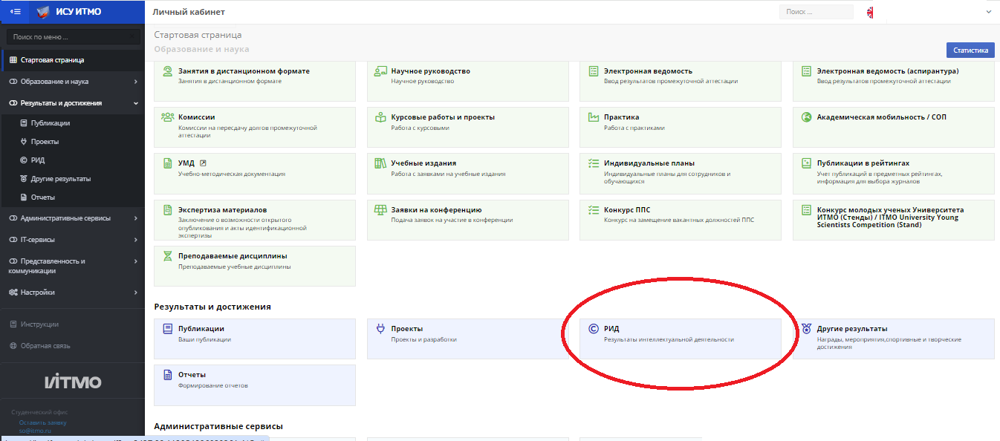 ИСУ ИТМО
Личный кабинет
Поиск ...
Поиск по меню ...
Стартовая страница
Образование и наука
Результаты и достижения
Публикации
Проекты
РИД
Другие результаты
Отчеты
Административные сервисы
IT-сервисы
Представленность и
коммуникации
Настройки
Инструкции
Обратная связь
ИТМО
Студенческий офис
Оставить заявку
so@itmo.ru
Стартовая страница
Образование и наука
Статистика
Занятия в дистанционном формате
Занятия в дистанционном формате
Научное руководство
Научное руководство
Электронная ведомость
Ввод результатов промежуточной аттестации
Электронная ведомость (аспирантура)
Ввод результатов промежуточной аттестации
Комиссии
Комиссии на пересдачу долгов промежуточной
аттестации
Курсовые работы и проекты
Работа с курсовыми
Практика
Работа с практиками
Академическая мобильность / СОП
УМД
Учебно-методическая документация
Учебные издания
Работа с заявками на учебные издания
Индивидуальные планы
Индивидуальные планы для сотрудников и
обучающихся
Публикации в рейтингах
Учет публикаций в предметных рейтингах,
информация для выбора журналов
Экспертиза материалов
Заключение о возможности открытого
опубликования и акты идентификационной
экспертизы
Заявки на конференцию
Подача заявок на участие в конференции
Конкурс ППС
Конкурс на замещение вакантных должностей ППС
Конкурс молодых ученых Университета
ИТМО (Стенды) / ITMO University Young
Scientists Competition (Stand)
Преподаваемые дисциплины
Преподаваемые учебные дисциплины
Результаты и достижения
Публикации
Ваши публикации
Проекты
Проекты и разработки
РИД
Результаты интеллектуальной деятельности
Другие результаты
Награды, мероприятия,спортивные и творческие
достижения
Отчеты
Формирование отчетов
Административные сервисы